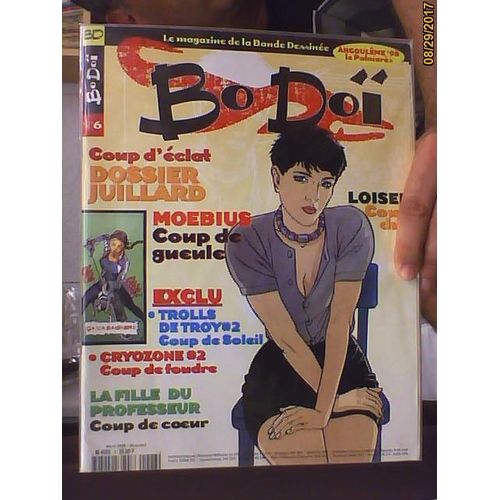 08/29/2017
BD
BoDoï
6
Le magazine de la Bande Dessinée
ANGOULÊME '98
le Palmarès
BoDoï
Coup d'éclat
DOSSIER
JUILLARD
MOEBIUS
Coup de
gueule
LOISEL
EXCLU
• TROLLS
DE TROY#2
Coup de Soleil
• CRYOZONE #2
Coup de foudre
LA FILLE DU
PROFESSEUR
Coup de cœur